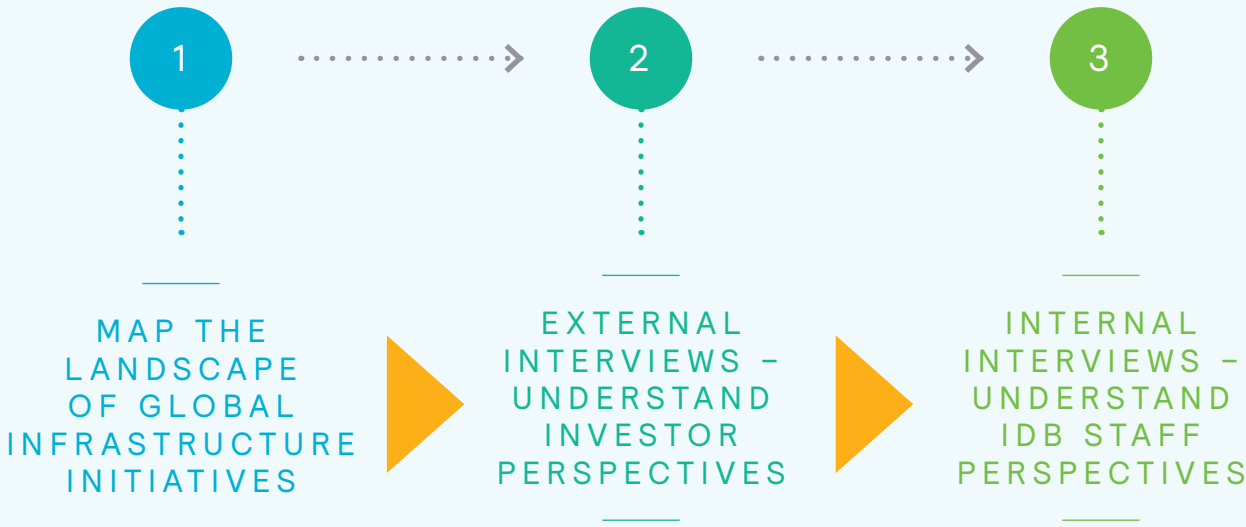 1
2
3
MAP THE
LANDSCAPE
OF GLOBAL
INFRASTRUCTURE
INITIATIVES
EXTERNAL
INTERVIEWS –
UNDERSTAND
INVESTOR
PERSPECTIVES
INTERNAL
INTERVIEWS –
UNDERSTAND
IDB STAFF
PERSPECTIVES